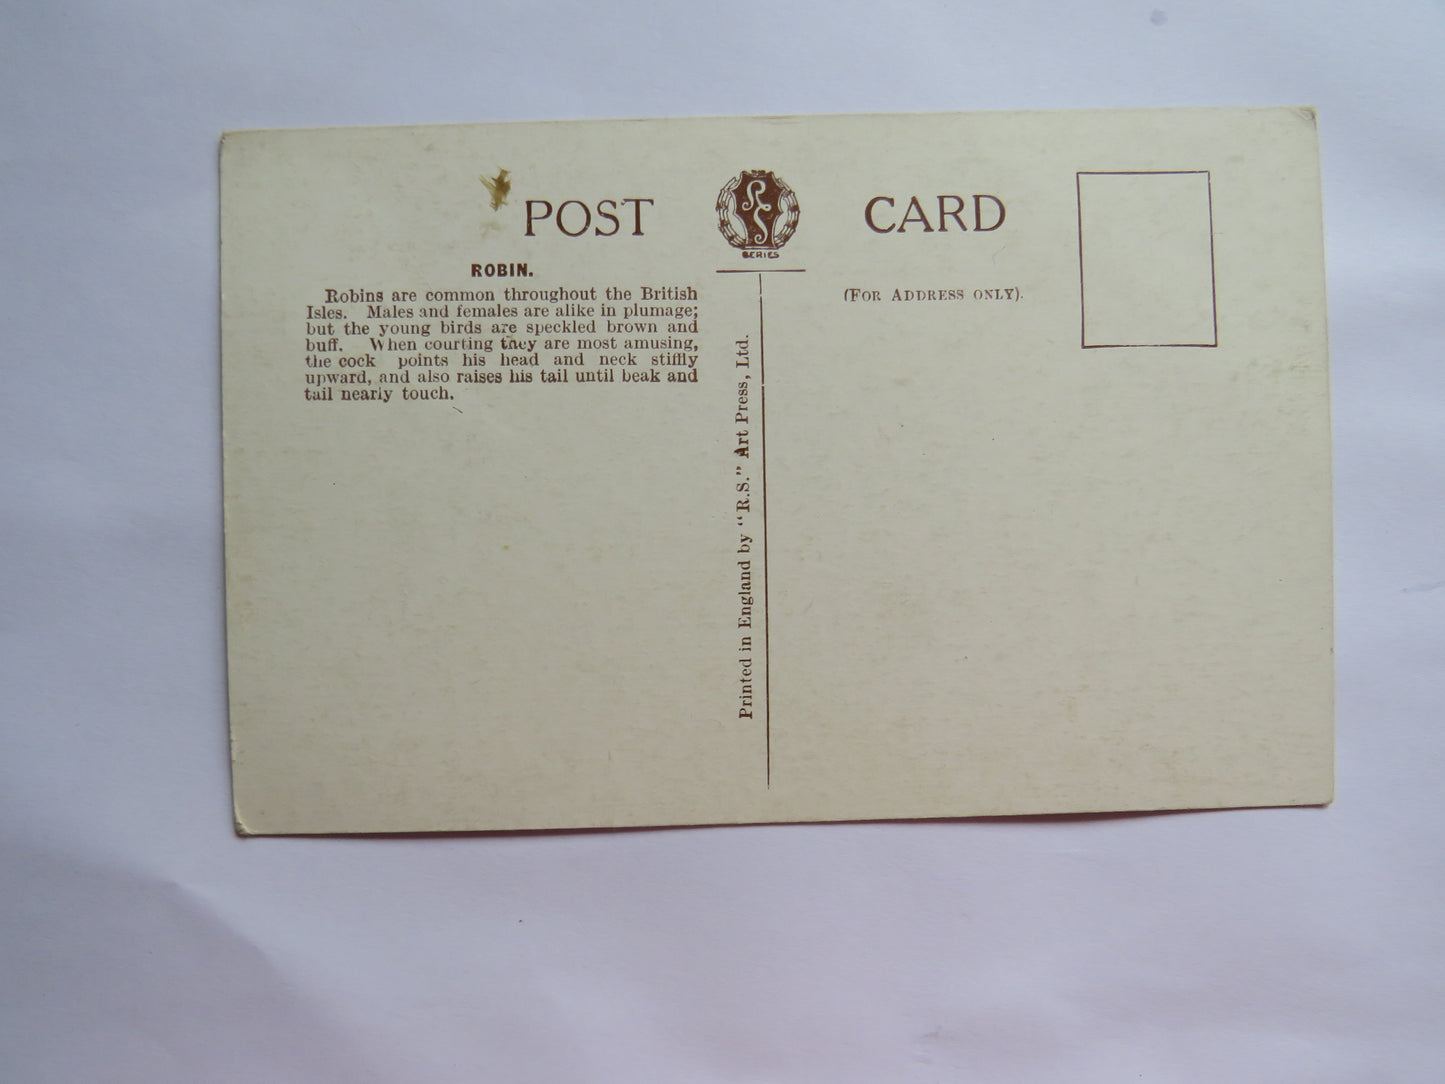 POST CARD
RS
SERIES
ROBIN.
Robins are common throughout the British
Isles. Males and females are alike in plumage;
but the young birds are speckled brown and
buff. When courting they are most amusing,
the cock points his head and neck stiffly
upward, and also raises his tail until beak and
tail nearly touch.
Printed in England by "R.S." Art Press, Ltd.
(FOR ADDRESS ONLY).